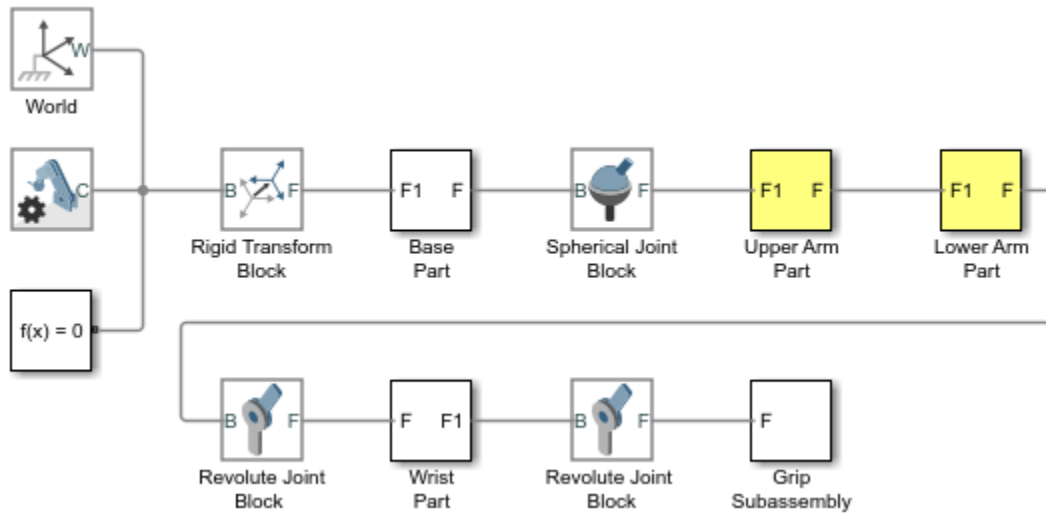 W
World
C
B F
Rigid Transform
Block
F1 F
Base
Part
B F
Spherical Joint
Block
F1 F
Upper Arm
Part
F1 F
Lower Arm
Part
f(x) = 0
B F
Revolute Joint
Block
F F1
Wrist
Part
B F
Revolute Joint
Block
F
Grip
Subassembly